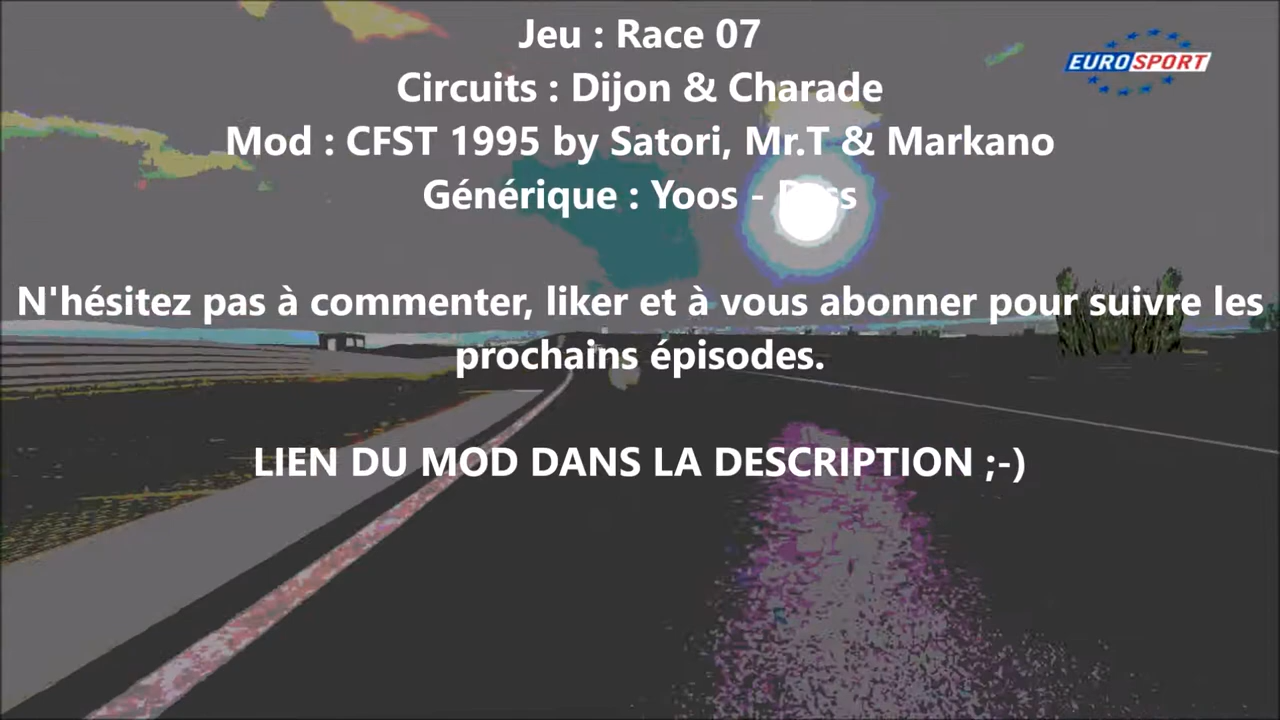 Jeu : Race 07
EUROSPORT
Circuits : Dijon & Charade
Mod : CFST 1995 by Satori, Mr.T & Markano
Générique : Yoos -
N'hésitez pas à commenter, liker et à vous abonner pour suivre les
prochains épisodes.
LIEN DU MOD DANS LA DESCRIPTION ;-)